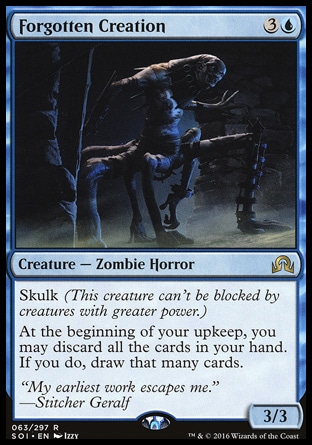 Forgotten Creation 3
Creature — Zombie Horror
Skulk (This creature can't be blocked by
creatures with greater power.)
At the beginning of your upkeep, you
may discard all the cards in your hand.
If you do, draw that many cards.
"My earliest work escapes me."
—Stitcher Geralf
3/3
063/297 R
SOI • EN Izzy
™ & © 2016 Wizards of the Coast